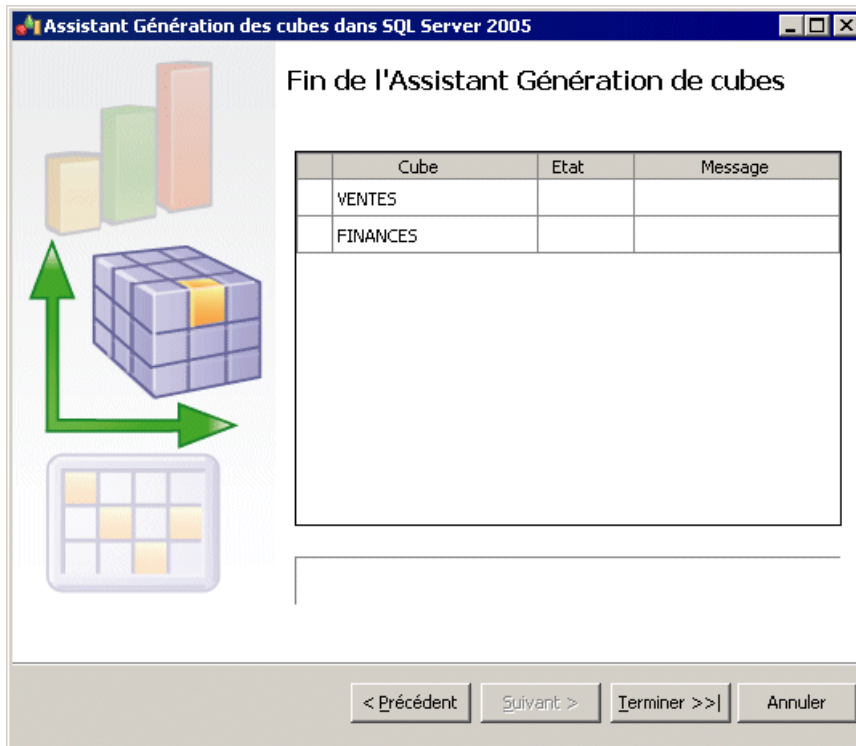 Assistant Génération des cubes dans SQL Server 2005
Fin de l'Assistant Génération de cubes
Cube Etat Message
VENTES
FINANCES
< Précédent Suivant > Terminer >>| Annuler